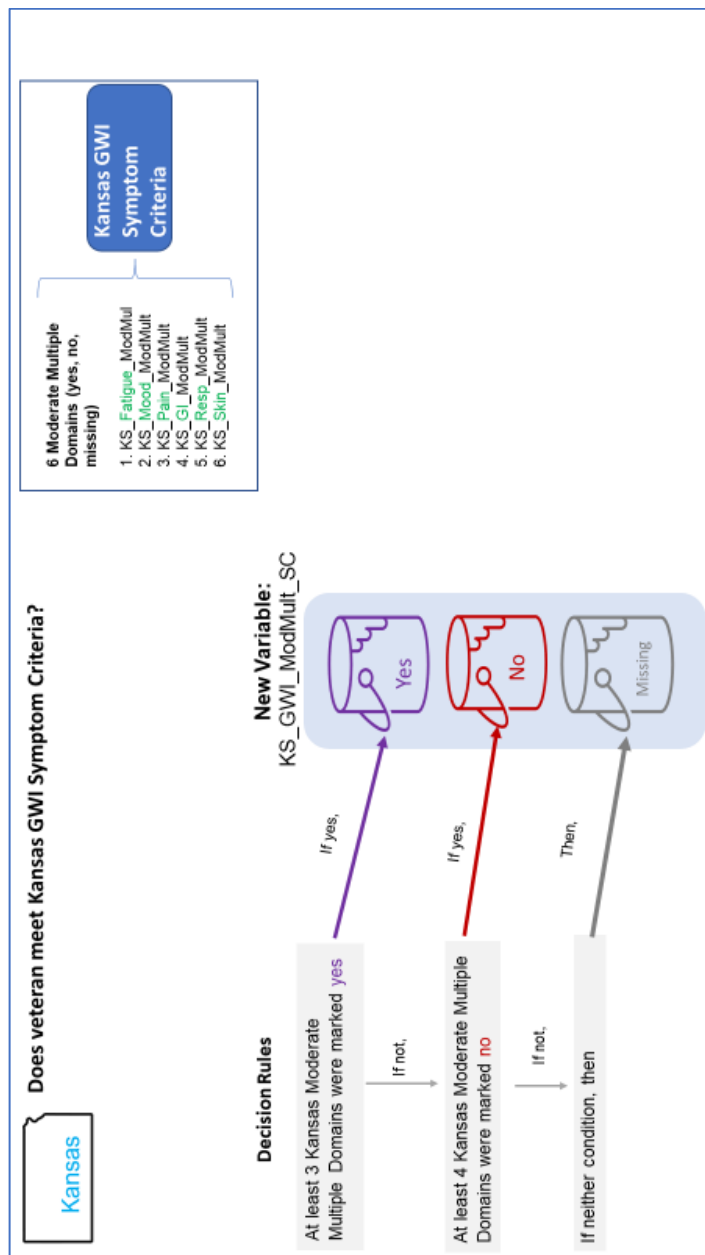 Kansas
Does veteran meet Kansas GWI Symptom Criteria?
6 Moderate Multiple
Domains (yes, no,
missing)
1. KS_Fatigue_ModMul
2. KS_Mood_ModMult
3. KS_Pain_ModMult
4. KS_GI_ModMult
5. KS_Resp_ModMult
6. KS_Skin_ModMult
Kansas GWI
Symptom
Criteria
Decision Rules
New Variable:
KS_GWI_ModMult_SC
At least 3 Kansas Moderate
Multiple Domains were marked yes
If yes,
Yes
If not,
At least 4 Kansas Moderate Multiple
Domains were marked no
If yes,
No
If not,
If neither condition, then
Then,
Missing